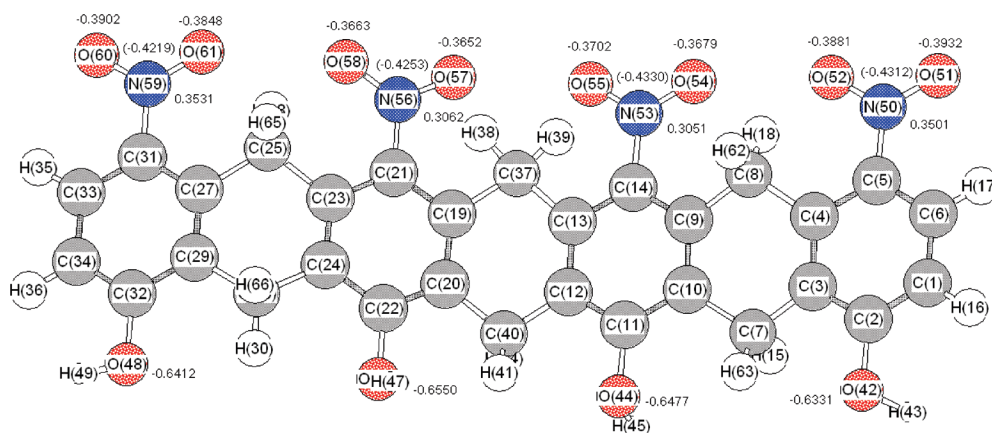 -0.3902 -0.3848
O(60) (-0.4219) O(61)
N(59)
0.3531
-0.3663
O(58) (-0.4253) -0.3652
O(57)
N(56)
0.3062
-0.3702 -0.3679
O(55) (-0.4330) O(54)
N(53)
0.3051
-0.3881 -0.3932
O(52) (-0.4312) O(51)
N(50)
0.3501
H(65)
C(25)
H(38) H(39)
H(18)
H(62)
C(8)
H(35) C(31) C(21) C(37) C(14) C(5) H(17)
C(33) C(27) C(23) C(19) C(13) C(9) C(4) C(6)
C(34) C(29) C(24) C(20) C(12) C(10) C(3) C(1)
H(36) C(32) H(66) C(22) C(40) C(11) C(7) C(2) H(16)
H(30) H(41) H(63) H(15)
H(49) O(48) -0.6412
H(47) -0.6550
O(44) -0.6477
H(45)
-0.6331 O(42) H(43)